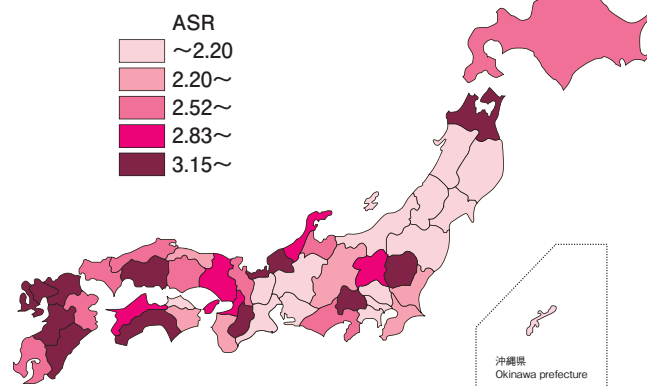 ASR
～2.20
2.20～
2.52～
2.83～
3.15～
沖縄県
Okinawa prefecture